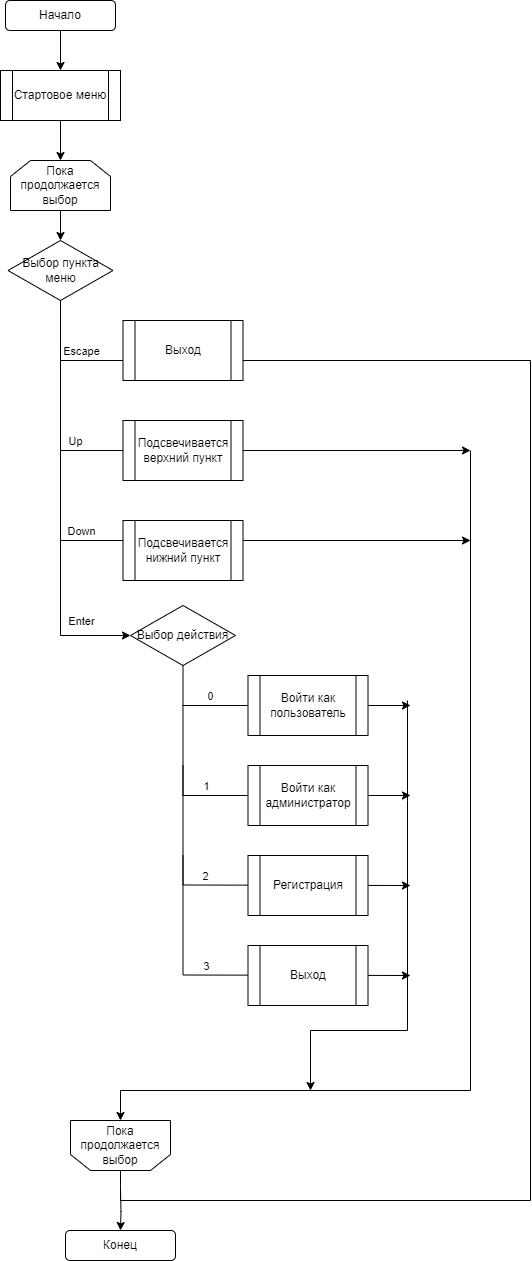 Начало
Стартовое меню
Пока
продолжается
выбор
Выбор пункта
меню
Escape
Выход
Up
Подсвечивается
верхний пункт
Down
Подсвечивается
нижний пункт
Enter
Выбор действия
0
Войти как
пользователь
1
Войти как
администратор
2
Регистрация
3
Выход
Пока
продолжается
выбор
Конец